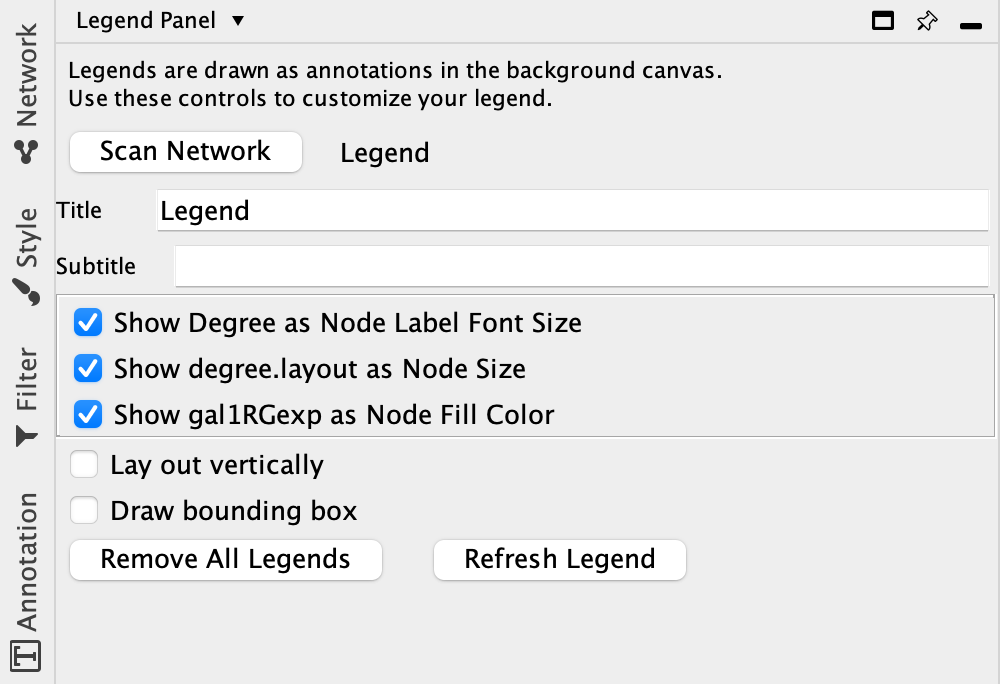 Legend Panel
Legends are drawn as annotations in the background canvas.
Use these controls to customize your legend.
Scan Network Legend
Title Legend
Subtitle
Show Degree as Node Label Font Size
Show degree.layout as Node Size
Show gal1RGexp as Node Fill Color
Lay out vertically
Draw bounding box
Remove All Legends Refresh Legend
Network
Style
Filter
Annotation